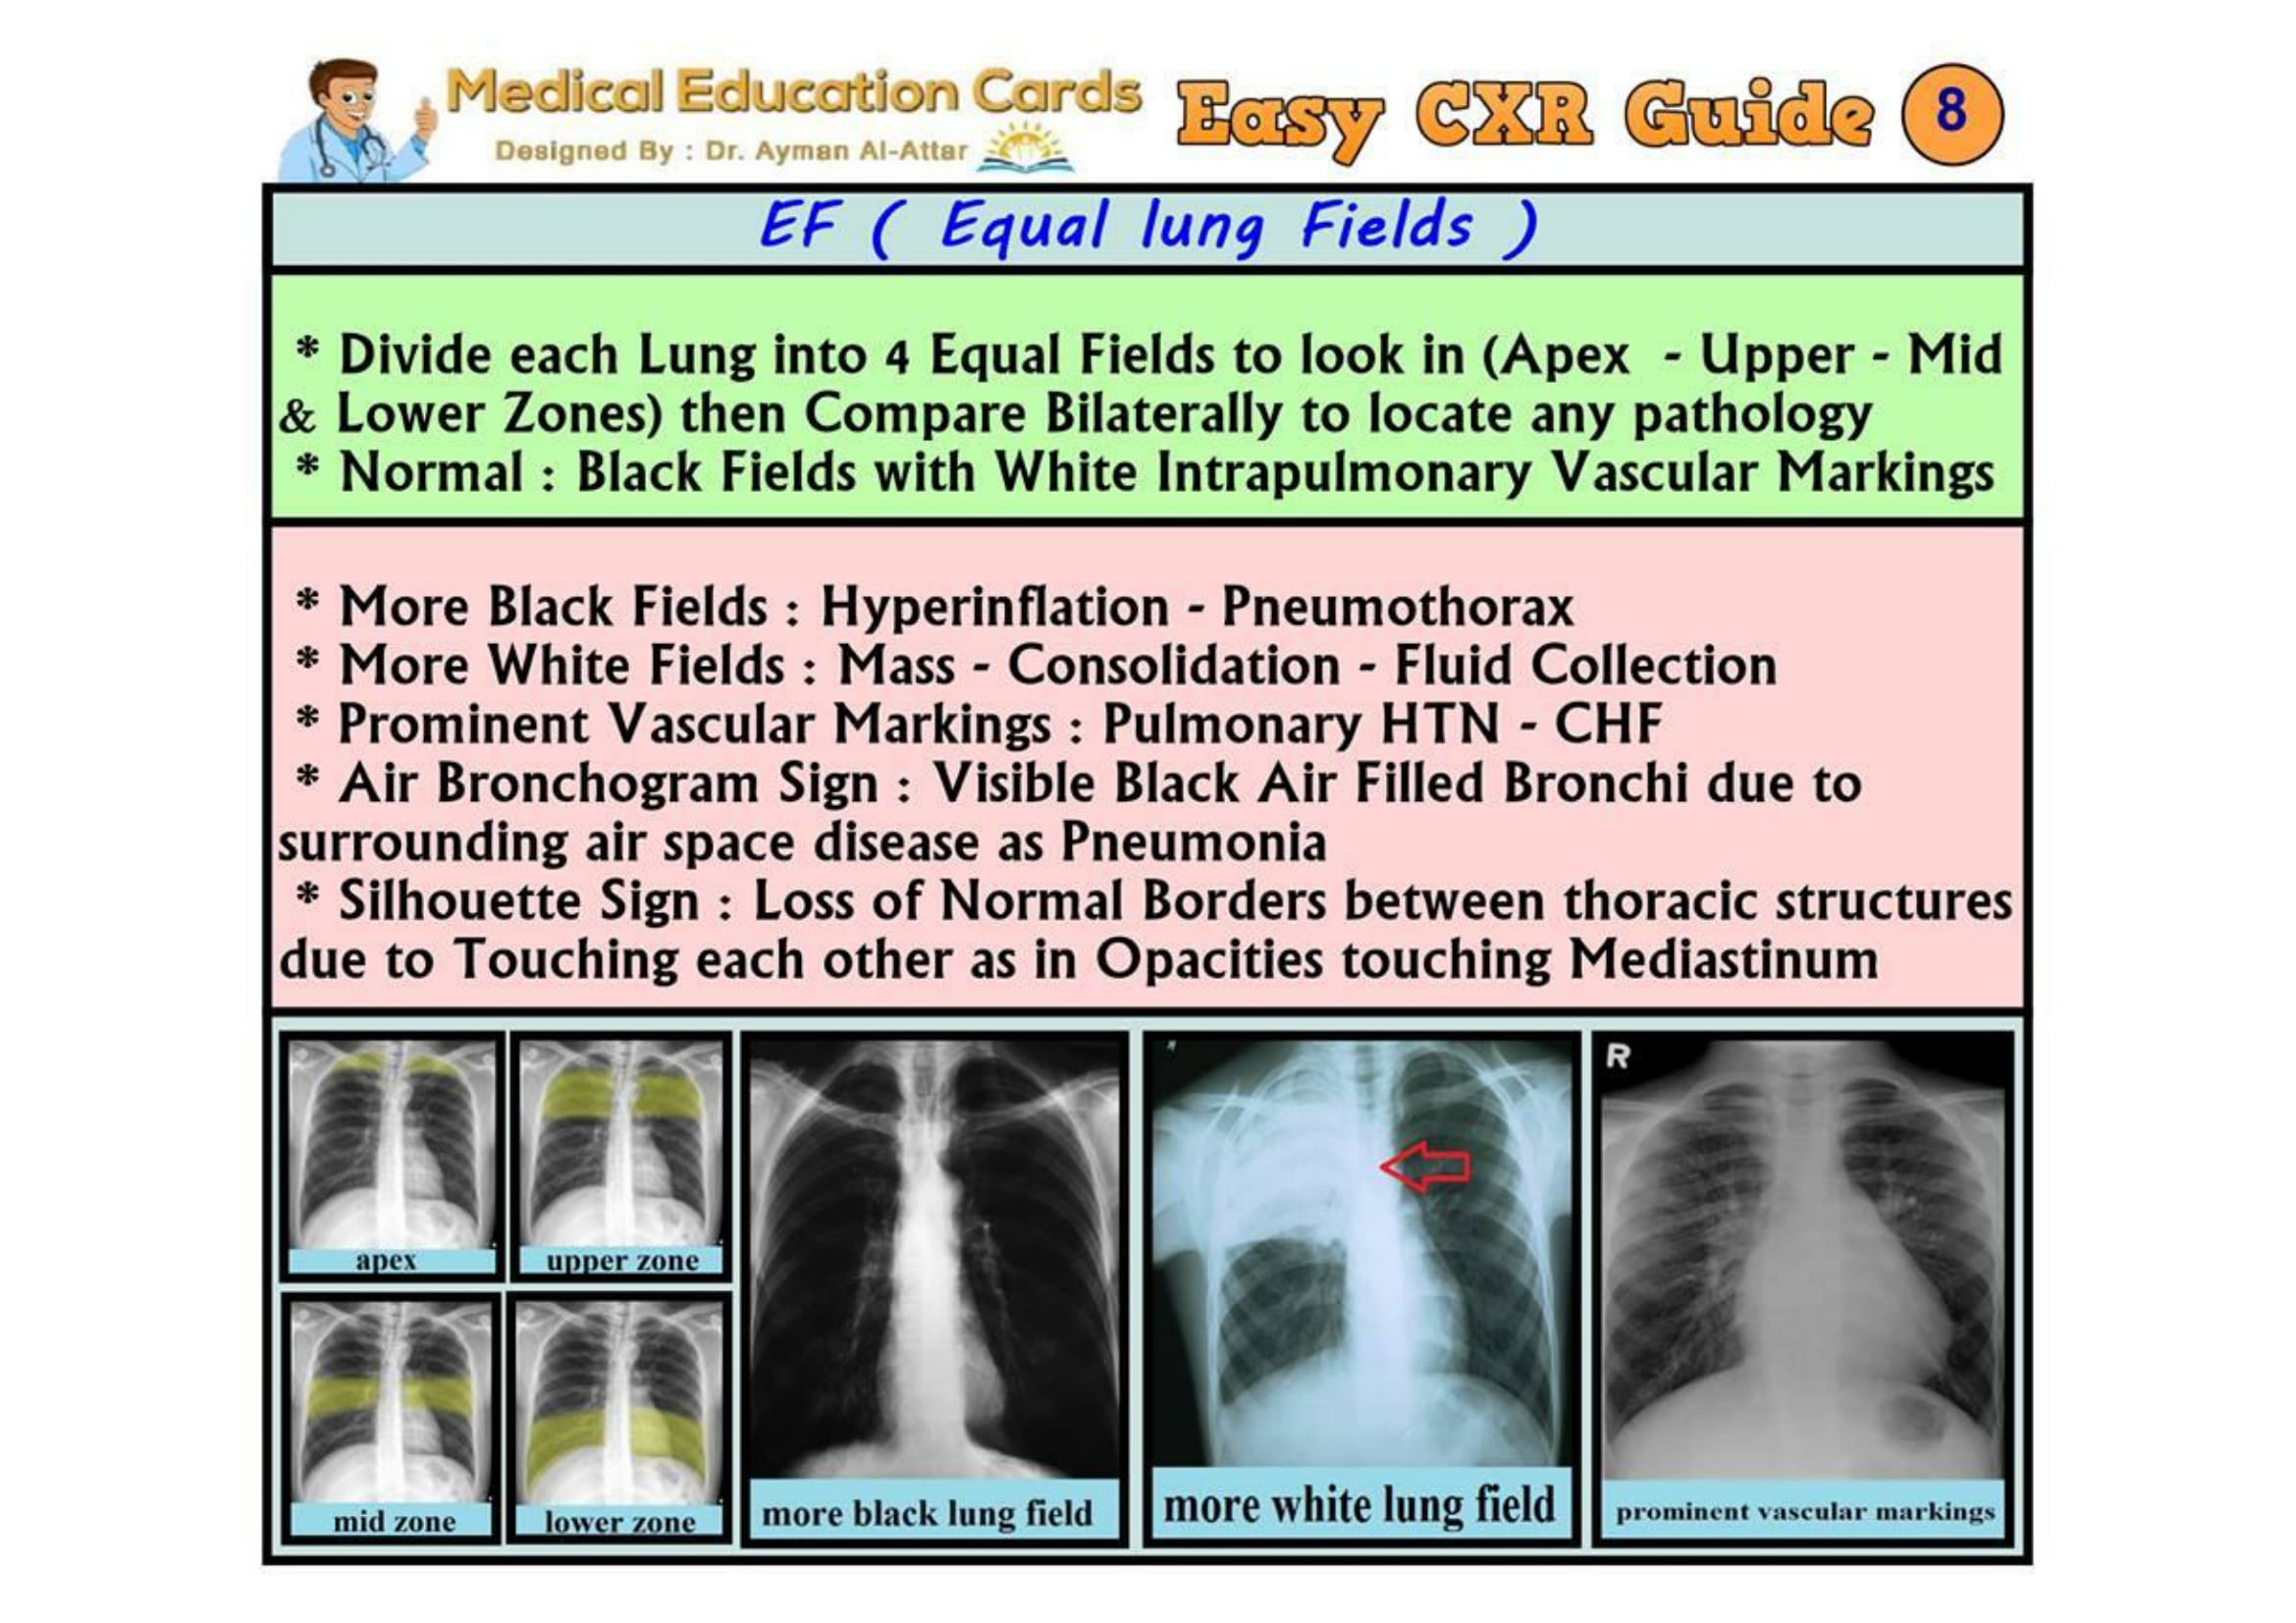 Medical Education Cards
Designed By : Dr. Ayman Al-Attar
Easy CXR Guide 8
EF ( Equal lung Fields )
* Divide each Lung into 4 Equal Fields to look in (Apex - Upper - Mid
& Lower Zones) then Compare Bilaterally to locate any pathology
* Normal : Black Fields with White Intrapulmonary Vascular Markings
* More Black Fields : Hyperinflation - Pneumothorax
* More White Fields : Mass - Consolidation - Fluid Collection
* Prominent Vascular Markings : Pulmonary HTN - CHF
* Air Bronchogram Sign : Visible Black Air Filled Bronchi due to
surrounding air space disease as Pneumonia
* Silhouette Sign : Loss of Normal Borders between thoracic structures
due to Touching each other as in Opacities touching Mediastinum
apex
upper zone
mid zone
lower zone
more black lung field
more white lung field
R
prominent vascular markings